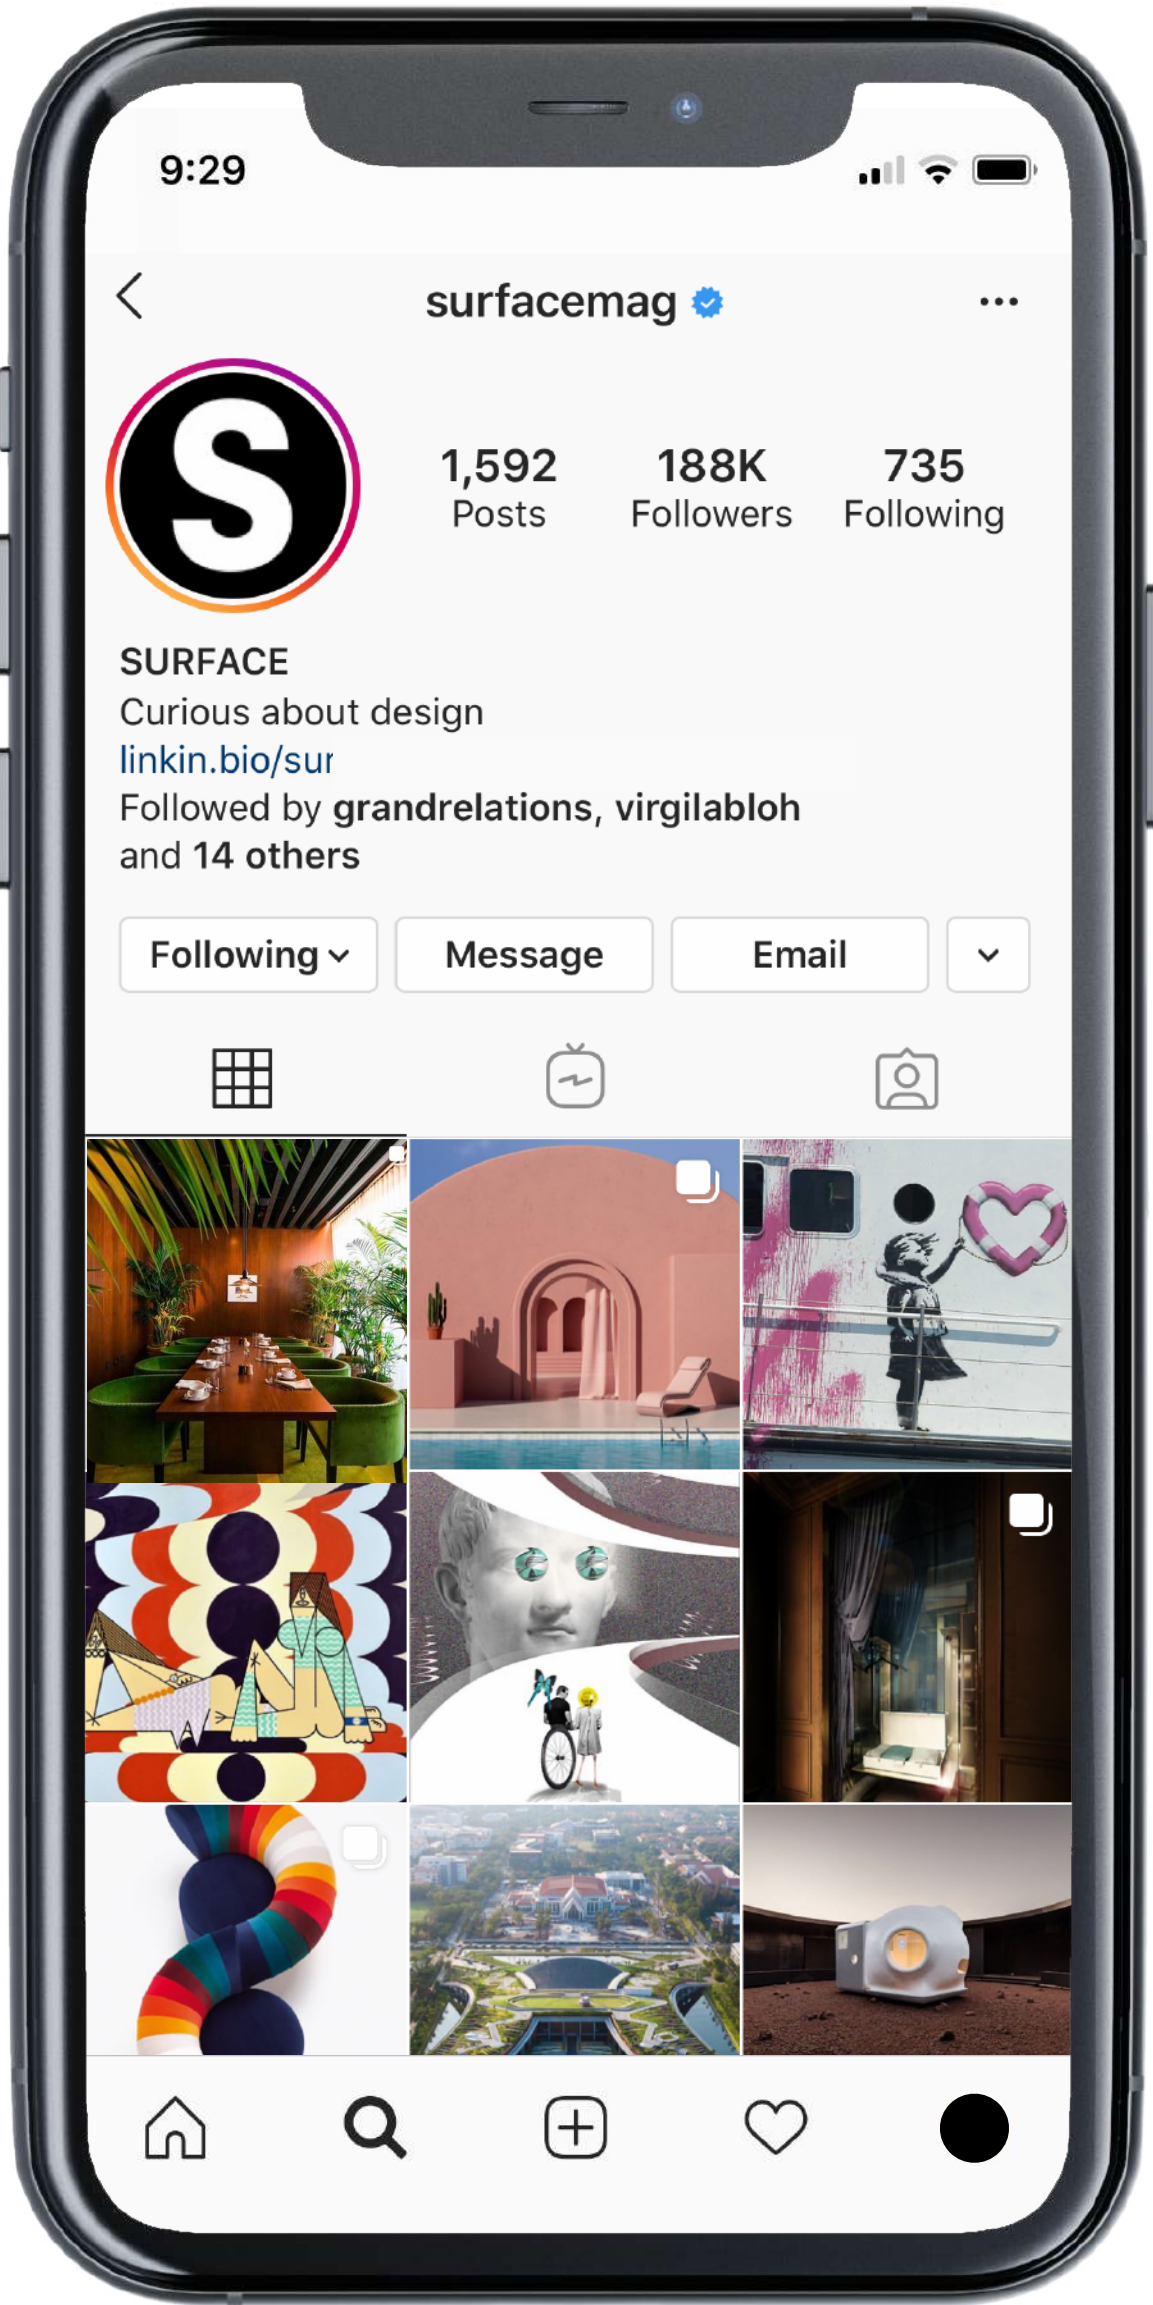 9:29
surfacemag
S
1,592 188K 735
Posts Followers Following
SURFACE
Curious about design
linkin.bio/sur
Followed by grandrelations, virgilabloh
and 14 others
Following Message Email